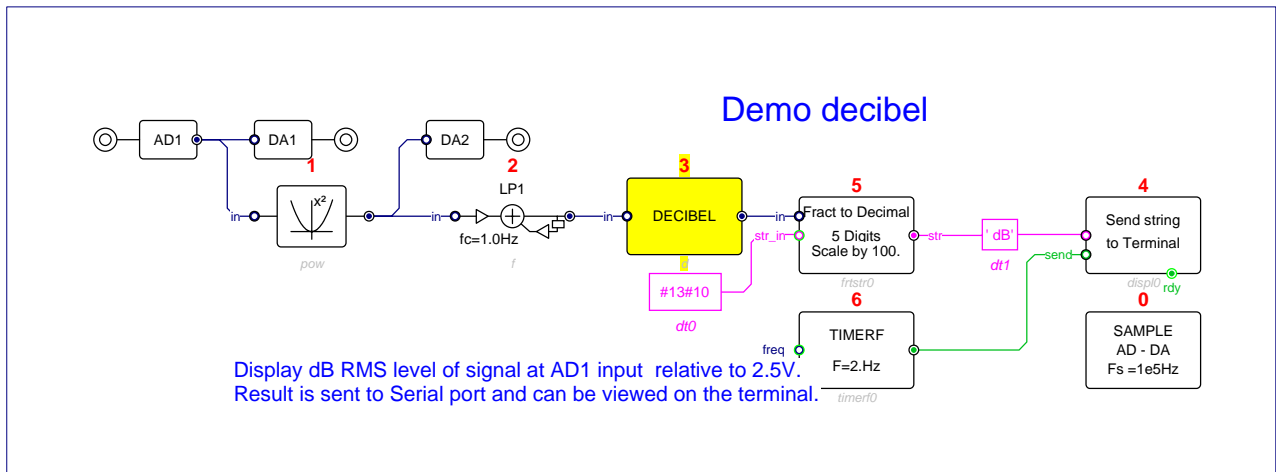 Demo decibel
AD1
DA1
DA2
1
2
3
5
4
LP1
x²
in
in
in
DECIBEL
in
Fract to Decimal
5 Digits
Scale by 100.
str_in
str
' dB'
Send string
to Terminal
send
fc=1.0Hz
pow
f
d
frtstr0
dt1
displ0
rdy
#13#10
dt0
6
0
TIMERF
F=2.Hz
freq
timerf0
SAMPLE
AD - DA
Fs =1e5Hz
Display dB RMS level of signal at AD1 input relative to 2.5V.
Result is sent to Serial port and can be viewed on the terminal.